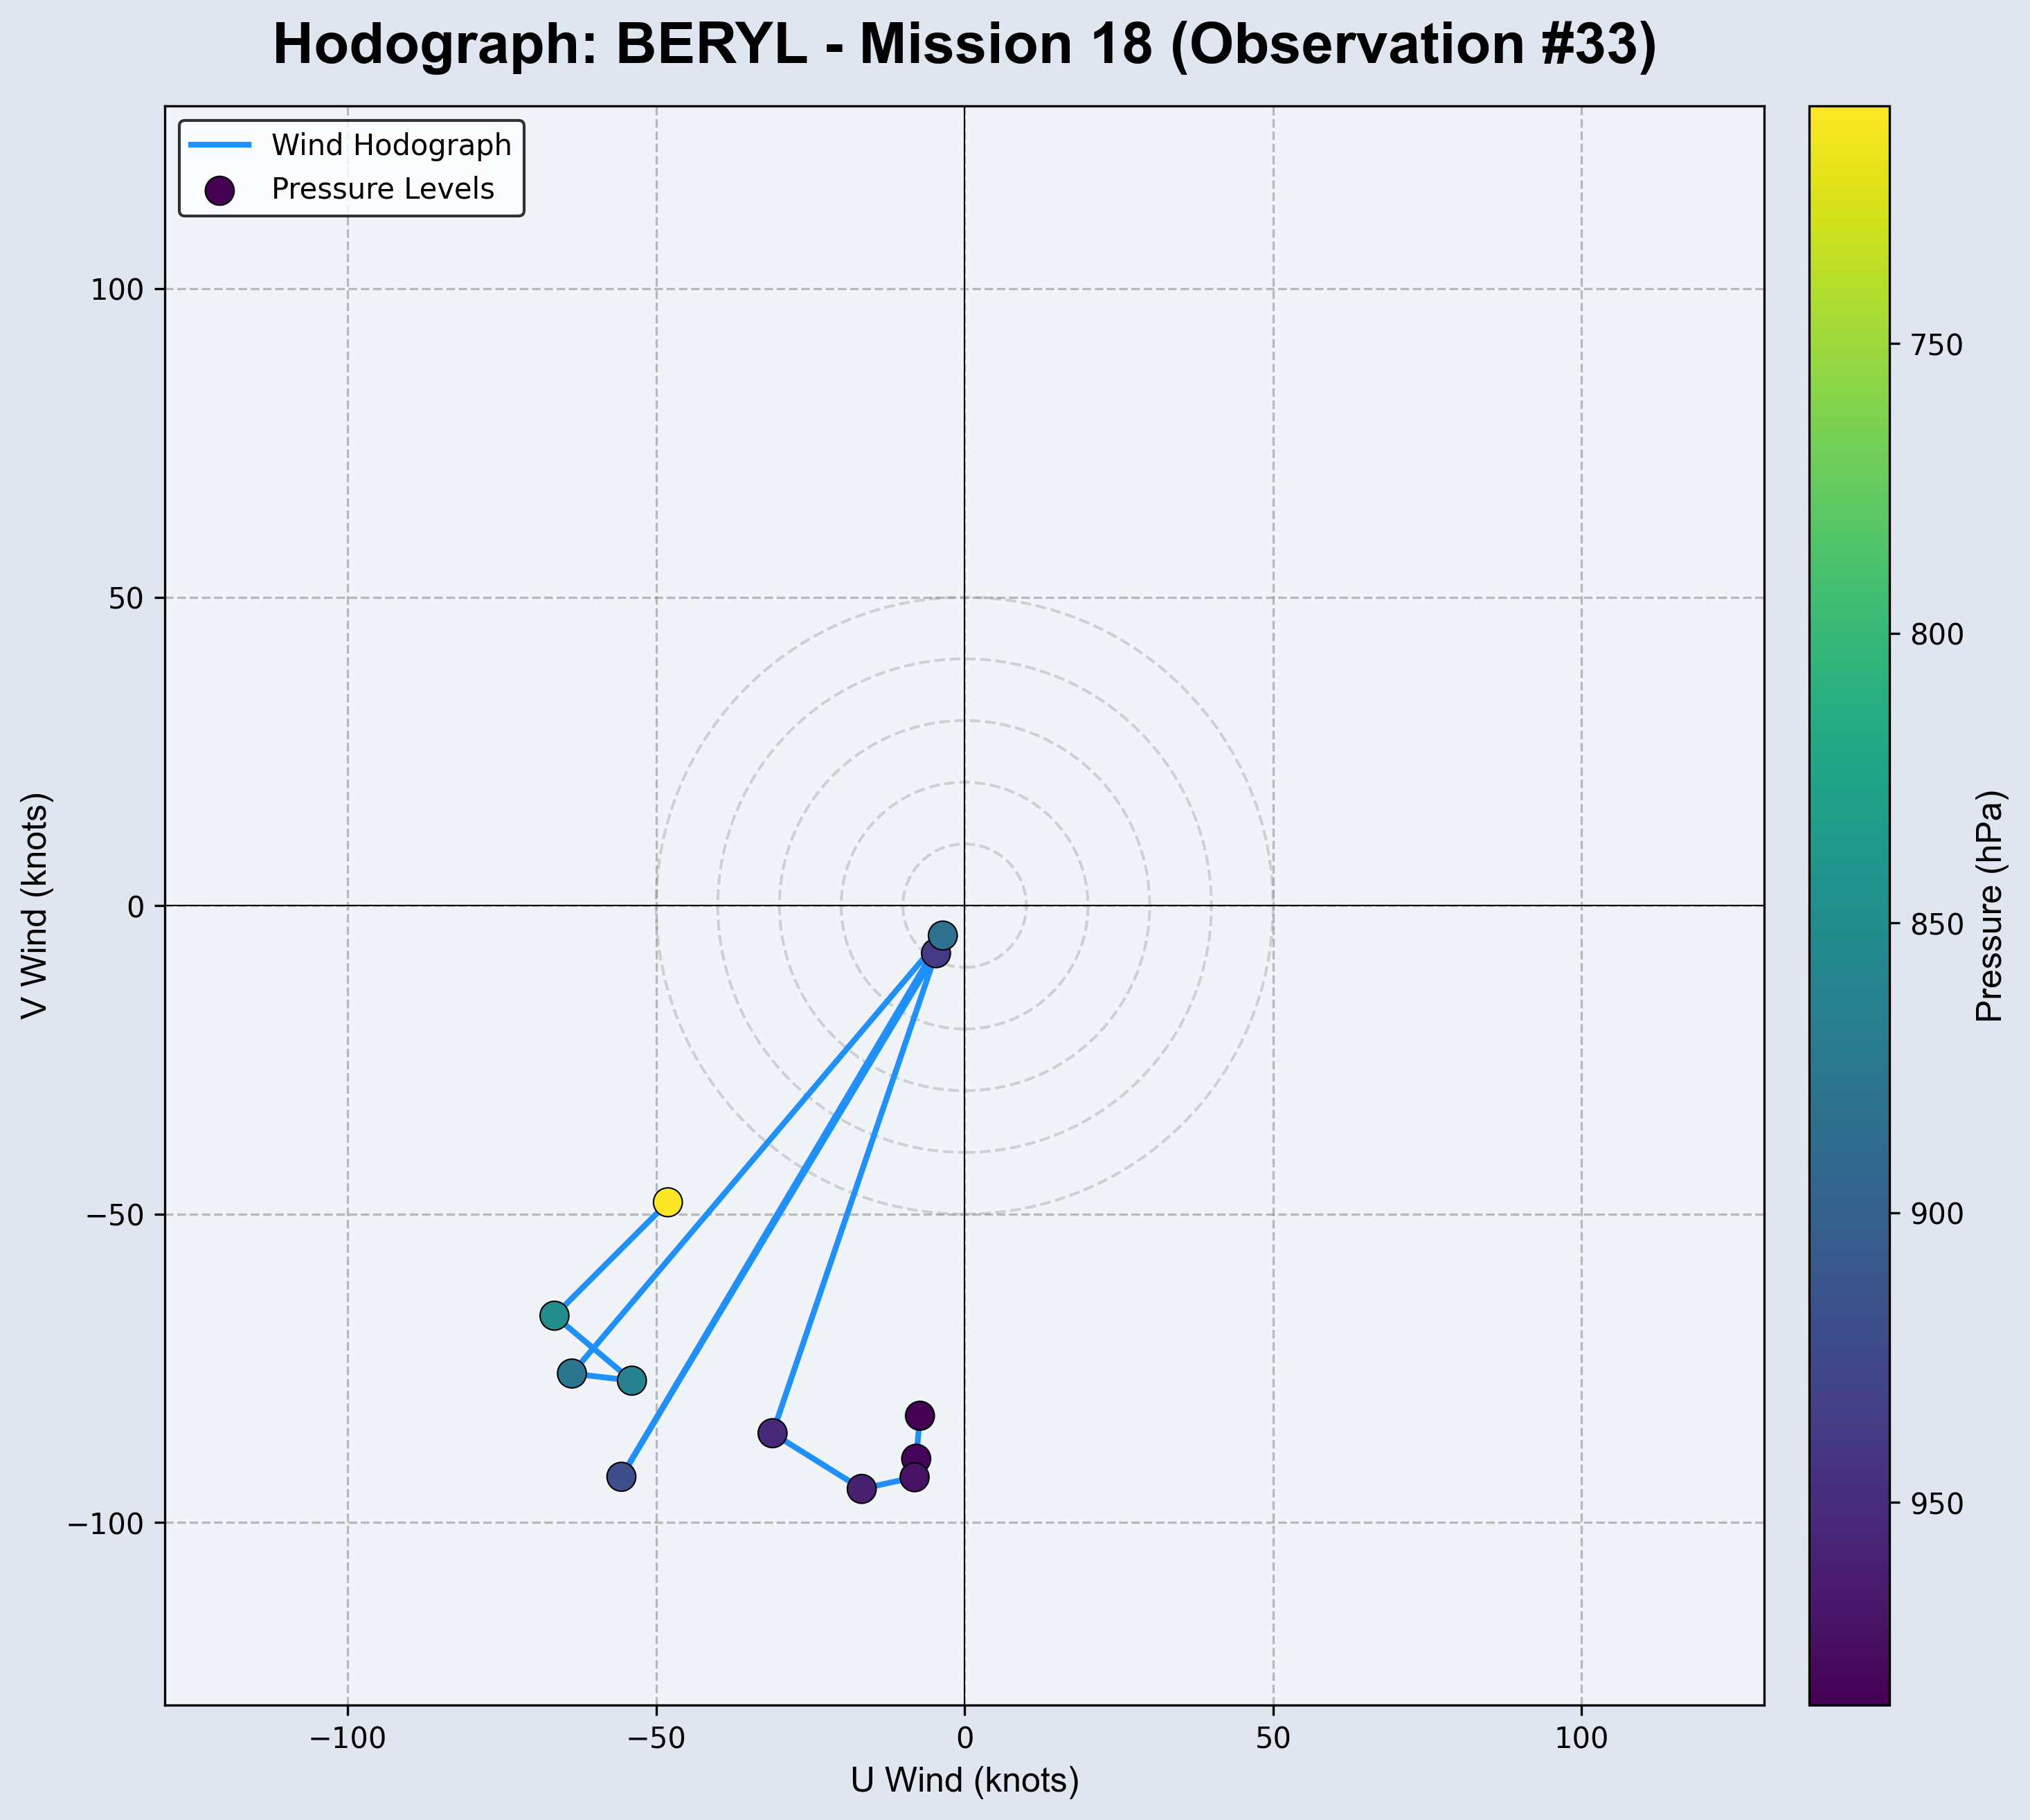 Hodograph: BERYL - Mission 18 (Observation #33)
Wind Hodograph
Pressure Levels
100
50
0
−50
−100
V Wind (knots)
−100
−50
0
50
100
U Wind (knots)
750
800
850
900
950
Pressure (hPa)